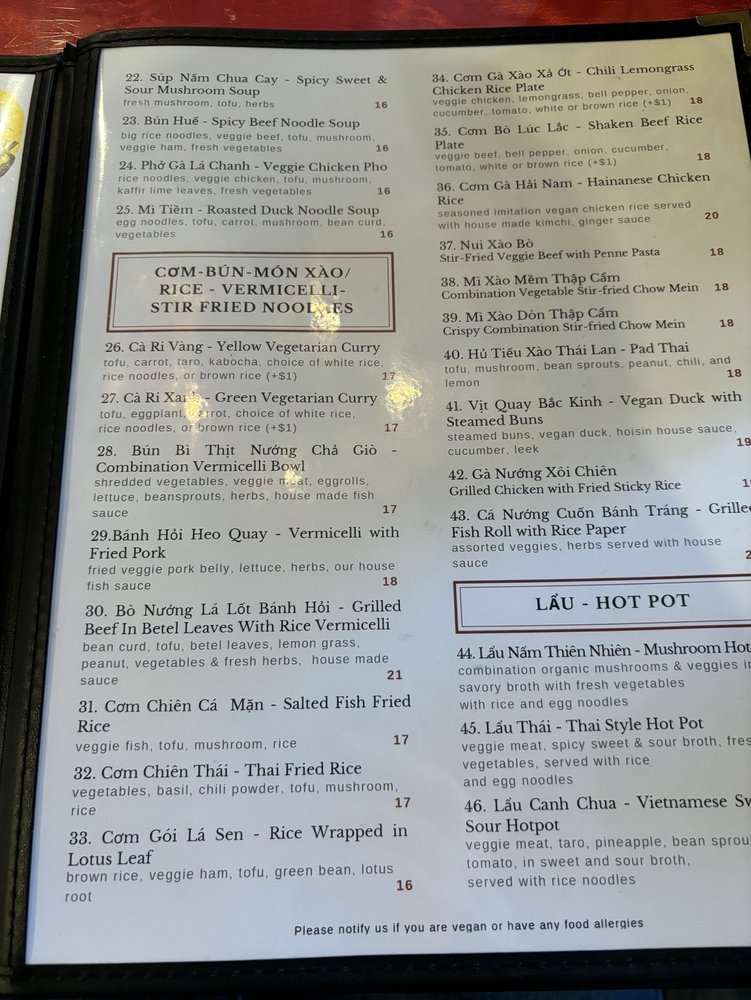 22. Súp Nấm Chua Cay - Spicy Sweet &
Sour Mushroom Soup
fresh mushroom, tofu, herbs 16
23. Bún Huế - Spicy Beef Noodle Soup
big rice noodles, veggie beef, tofu, mushroom,
veggie ham, fresh vegetables 16
24. Phở Gà Lá Chanh - Veggie Chicken Pho
rice noodles, veggie chicken, tofu, mushroom,
kaffir lime leaves, fresh vegetables 16
25. Mì Tiềm - Roasted Duck Noodle Soup
egg noodles, tofu, carrot, mushroom, bean curd,
vegetables 16
CƠM-BÚN-MÓN XÀO/
RICE - VERMICELLI-
STIR FRIED NOODLES
26. Cà Ri Vàng - Yellow Vegetarian Curry
tofu, carrot, taro, kabocha, choice of white rice,
rice noodles, or brown rice (+$1) 17
27. Cà Ri Xanh - Green Vegetarian Curry
tofu, eggplant, carrot, choice of white rice,
rice noodles, or brown rice (+$1) 17
28. Bún Bì Thịt Nướng Chả Giò -
Combination Vermicelli Bowl
shredded vegetables, veggie meat, eggrolls,
lettuce, beansprouts, herbs, house made fish
sauce 17
29.Bánh Hỏi Heo Quay - Vermicelli with
Fried Pork
fried veggie pork belly, lettuce, herbs, our house
fish sauce 18
30. Bò Nướng Lá Lốt Bánh Hỏi - Grilled
Beef In Betel Leaves With Rice Vermicelli
bean curd, tofu, betel leaves, lemon grass,
peanut, vegetables & fresh herbs, house made
sauce 21
31. Cơm Chiên Cá Mặn - Salted Fish Fried
Rice
veggie fish, tofu, mushroom, rice 17
32. Cơm Chiên Thái - Thai Fried Rice
vegetables, basil, chili powder, tofu, mushroom,
rice 17
33. Cơm Gói Lá Sen - Rice Wrapped in
Lotus Leaf
brown rice, veggie ham, tofu, green bean, lotus
root 16
34. Cơm Gà Xào Xả Ớt - Chili Lemongrass
Chicken Rice Plate
veggie chicken, lemongrass, bell pepper, onion,
cucumber, tomato, white or brown rice (+$1) 18
35. Cơm Bò Lúc Lắc - Shaken Beef Rice
Plate
veggie beef, bell pepper, onion, cucumber,
tomato, white or brown rice (+$1) 18
36. Cơm Gà Hải Nam - Hainanese Chicken
Rice
seasoned imitation vegan chicken rice served
with house made kimchi, ginger sauce 20
37. Nui Xào Bò
Stir-Fried Veggie Beef with Penne Pasta 18
38. Mì Xào Mềm Thập Cẩm
Combination Vegetable Stir-fried Chow Mein 18
39. Mì Xào Dòn Thập Cẩm
Crispy Combination Stir-fried Chow Mein 18
40. Hủ Tiếu Xào Thái Lan - Pad Thai
tofu, mushroom, bean sprouts, peanut, chili, and
lemon 18
41. Vịt Quay Bắc Kinh - Vegan Duck with
Steamed Buns
steamed buns, vegan duck, hoisin house sauce,
cucumber, leek 19
42. Gà Nướng Xôi Chiên
Grilled Chicken with Fried Sticky Rice
43. Cá Nướng Cuốn Bánh Tráng - Grilled
Fish Roll with Rice Paper
assorted veggies, herbs served with house
sauce
LẨU - HOT POT
44. Lẩu Nấm Thiên Nhiên - Mushroom Hot
combination organic mushrooms & veggies in
savory broth with fresh vegetables
with rice and egg noodles
45. Lẩu Thái - Thai Style Hot Pot
veggie meat, spicy sweet & sour broth,
vegetables, served with rice
and egg noodles
46. Lẩu Canh Chua - Vietnamese
Sour Hotpot
veggie meat, taro, pineapple, bean
tomato, in sweet and sour broth,
served with rice noodles
Please notify us if you are vegan or have any food allergies